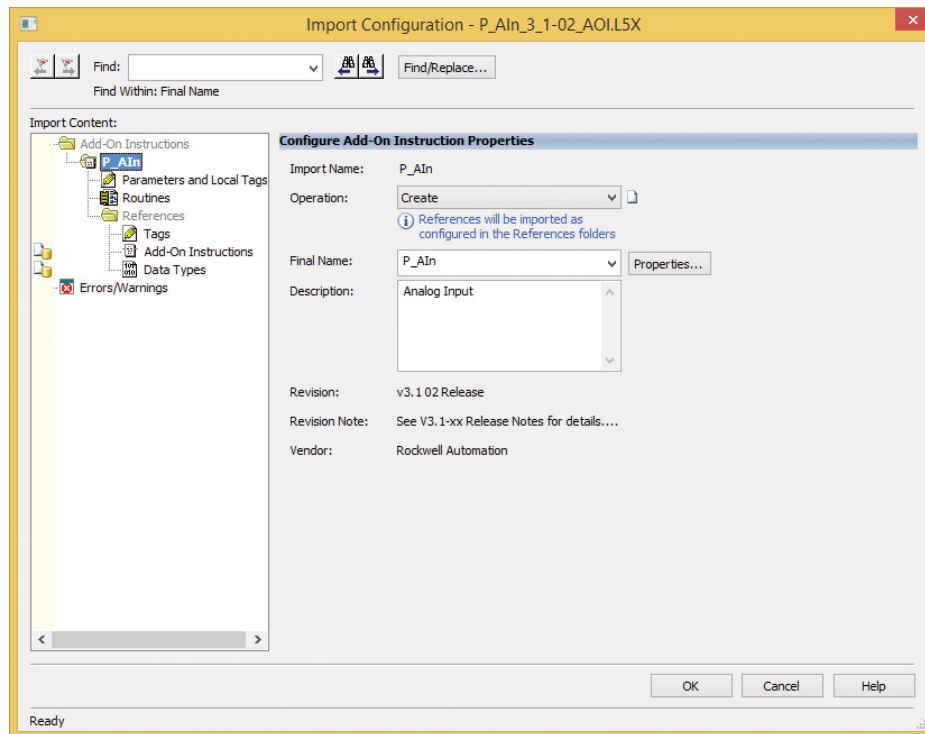 Import Configuration - P_AIn_3_1-02_AOI.L5X
Find:
Find/Replace...
Find Within: Final Name
Import Content:
Add-On Instructions
P_AIn
Parameters and Local Tags
Routines
References
Tags
Add-On Instructions
Data Types
Errors/Warnings
Configure Add-On Instruction Properties
Import Name: P_AIn
Operation: Create
References will be imported as
configured in the References folders
Final Name: P_AIn Properties...
Description: Analog Input
Revision: v3.1 02 Release
Revision Note: See V3.1-xx Release Notes for details....
Vendor: Rockwell Automation
OK Cancel Help
Ready